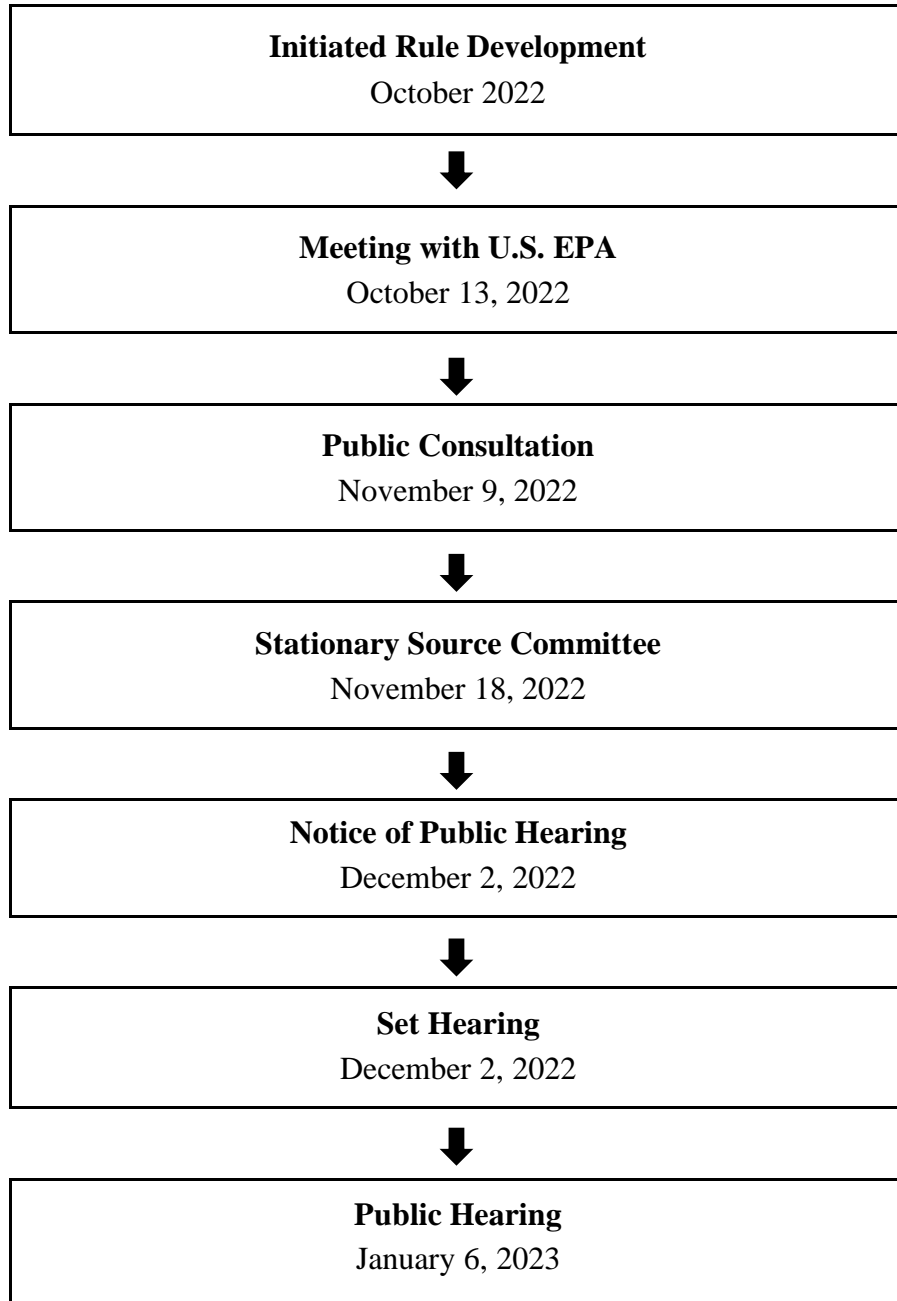 Initiated Rule Development
October 2022
Meeting with U.S. EPA
October 13, 2022
Public Consultation
November 9, 2022
Stationary Source Committee
November 18, 2022
Notice of Public Hearing
December 2, 2022
Set Hearing
December 2, 2022
Public Hearing
January 6, 2023